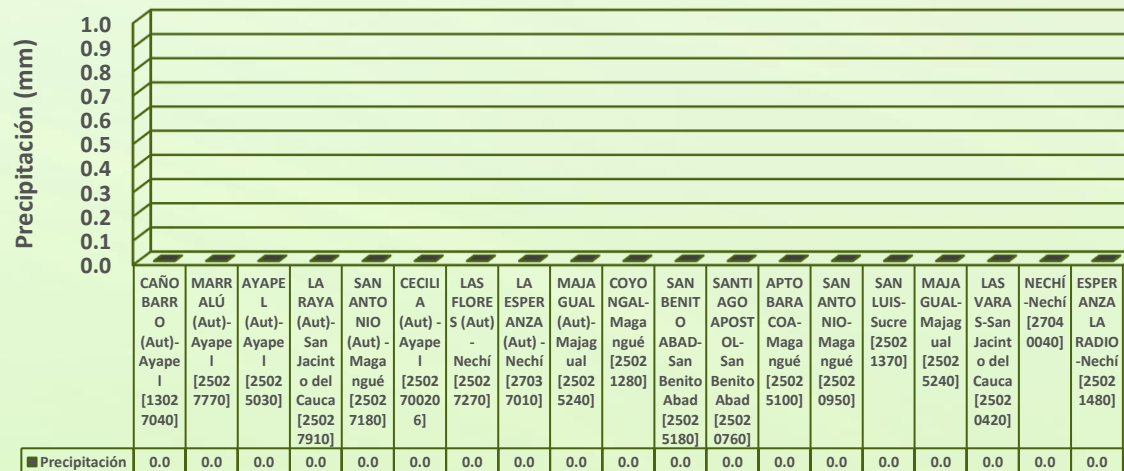 Precipitación (mm)
1.0
0.9
0.8
0.7
0.6
0.5
0.4
0.3
0.2
0.1
0.0
CAÑO
BARR
O
(Aut)-
Ayape
l
[1302
7040]
MARR
ALÚ
(Aut)-
Ayape
l
[2502
7770]
AYAPE
L
(Aut)-
Ayape
l
[2502
5030]
LA
RAYA
(Aut)-
San
Jacint
o del
Cauca
[2502
7910]
SAN
ANTO
NIO
(Aut) -
Maga
ngué
[2502
7180]
CECILI
A
(Aut) -
Ayape
l
[2502
70020
6]
LAS
FLORE
S (Aut)
-
Nechí
[2502
7270]
LA
ESPER
ANZA
(Aut) -
Nechí
[2703
7010]
MAJA
GUAL
(Aut)-
Majag
ual
[2502
5240]
COYO
NGAL-
Maga
ngué
[2502
1280]
SAN
BENIT
O
ABAD-
San
Benito
Abad
[2502
5180]
SANTI
AGO
APOST
OL-
San
Benito
Abad
[2502
0760]
APTO
BARA
COA-
Maga
ngué
[2502
5100]
SAN
ANTO
NIO-
Maga
ngué
[2502
0950]
SAN
LUIS-
Sucre
[2502
1370]
MAJA
GUAL-
Majag
ual
[2502
5240]
LAS
VARA
S-San
Jacint
o del
Cauca
[2502
0420]
NECHÍ
-Nechí
[2704
0040]
ESPER
ANZA
LA
RADIO
-Nechí
[2502
1480]
Precipitación 0.0 0.0 0.0 0.0 0.0 0.0 0.0 0.0 0.0 0.0 0.0 0.0 0.0 0.0 0.0 0.0 0.0 0.0 0.0